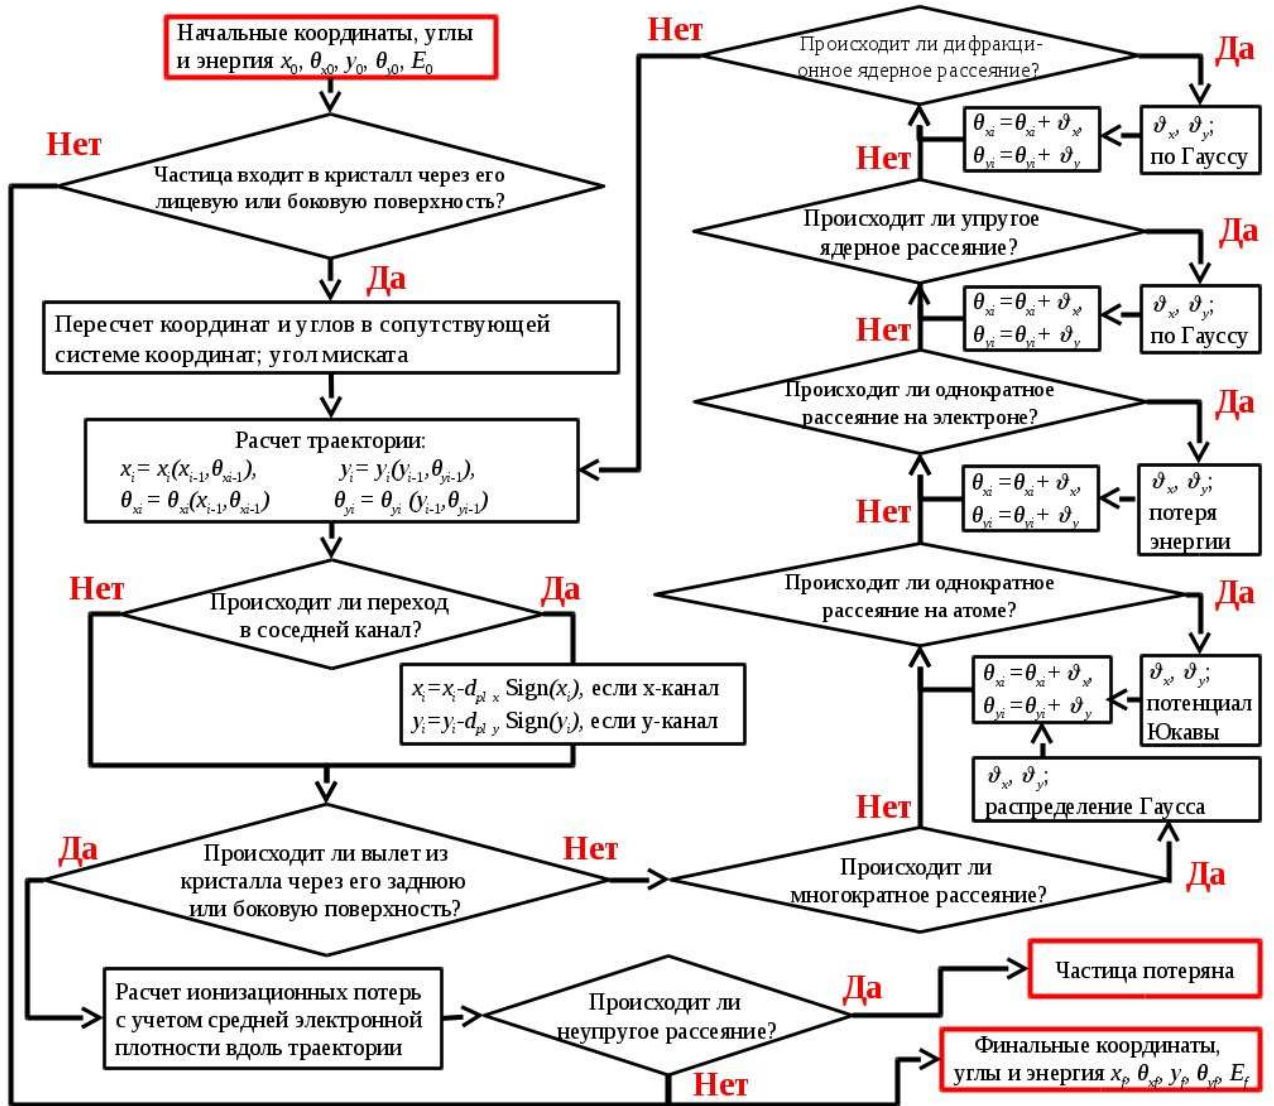 Начальные координаты, углы
и энергия x₀, θₓ₀, y₀, θᵧ₀, E₀
Нет
Частица входит в кристалл через его
лицевую или боковую поверхность?
Да
Пересчет координат и углов в сопутствующей
системе координат; угол миската
Расчет траектории:
xᵢ= xᵢ(xᵢ₋₁,θₓᵢ₋₁), yᵢ= yᵢ(yᵢ₋₁,θyᵢ₋₁),
θₓᵢ = θₓᵢ(xᵢ₋₁,θₓᵢ₋₁) θyᵢ = θyᵢ (yᵢ₋₁,θyᵢ₋₁)
Нет
Да
Происходит ли переход
в соседней канал?
xᵢ=xᵢ-d_pl x Sign(xᵢ), если x-канал
yᵢ=yᵢ-d_pl y Sign(yᵢ), если y-канал
Да
Происходит ли вылет из
кристалла через его заднюю
или боковую поверхность?
Нет
Происходит ли
многократное рассеяние?
Да
ϑₓ, ϑy;
распределение Гаусса
Нет
θₓᵢ=θₓᵢ+ ϑₓ,
θyᵢ=θyᵢ+ ϑy
ϑₓ, ϑy;
потенциал
Юкавы
Происходит ли однократное
рассеяние на атоме?
Да
Нет
θₓᵢ=θₓᵢ+ ϑₓ,
θyᵢ=θyᵢ+ ϑy
ϑₓ, ϑy;
потеря
энергии
Происходит ли однократное
рассеяние на электроне?
Да
Нет
θₓᵢ=θₓᵢ+ ϑₓ,
θyᵢ=θyᵢ+ ϑy
ϑₓ, ϑy;
по Гауссу
Происходит ли упругое
ядерное рассеяние?
Да
Нет
θₓᵢ=θₓᵢ+ ϑₓ,
θyᵢ=θyᵢ+ ϑy
ϑₓ, ϑy;
по Гауссу
Происходит ли дифракци-
онное ядерное рассеяние?
Да
Нет
Расчет ионизационных потерь
с учетом средней электронной
плотности вдоль траектории
Происходит ли
неупругое рассеяние?
Да
Частица потеряна
Нет
Финальные координаты,
углы и энергия x_f, θ_xf, y_f, θ_yf, E_f